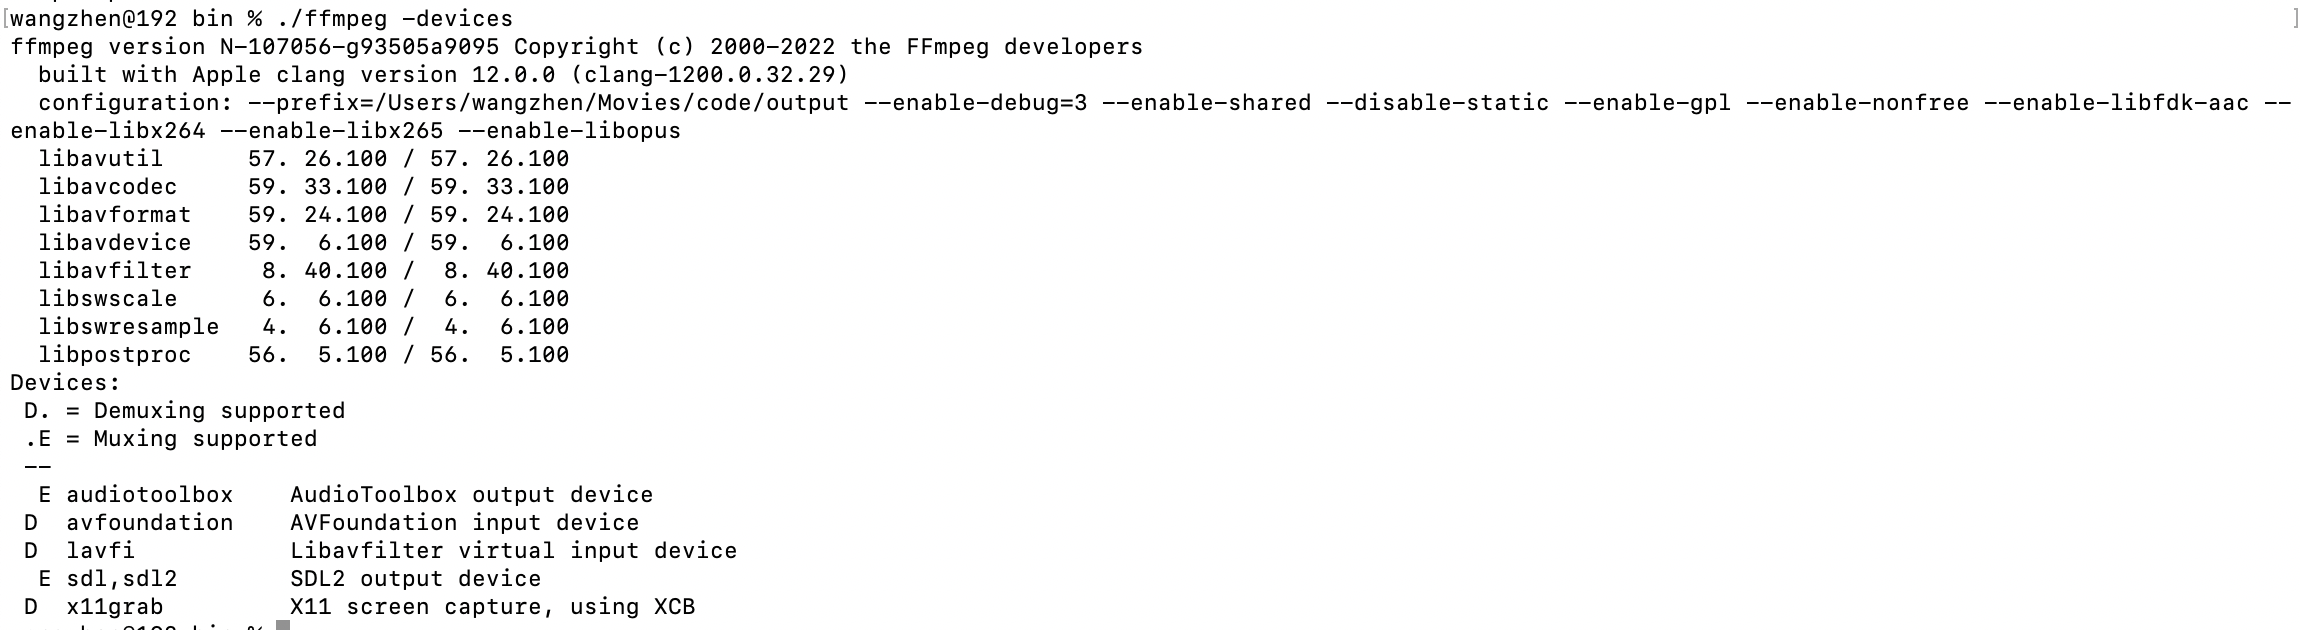 [wangzhen@192 bin % ./ffmpeg -devices ]
ffmpeg version N-107056-g93505a9095 Copyright (c) 2000-2022 the FFmpeg developers
  built with Apple clang version 12.0.0 (clang-1200.0.32.29)
  configuration: --prefix=/Users/wangzhen/Movies/code/output --enable-debug=3 --enable-shared --disable-static --enable-gpl --enable-nonfree --enable-libfdk-aac --
enable-libx264 --enable-libx265 --enable-libopus
  libavutil      57. 26.100 / 57. 26.100
  libavcodec     59. 33.100 / 59. 33.100
  libavformat    59. 24.100 / 59. 24.100
  libavdevice    59.  6.100 / 59.  6.100
  libavfilter     8. 40.100 /  8. 40.100
  libswscale      6.  6.100 /  6.  6.100
  libswresample   4.  6.100 /  4.  6.100
  libpostproc    56.  5.100 / 56.  5.100
Devices:
 D. = Demuxing supported
 .E = Muxing supported
 --
  E audiotoolbox    AudioToolbox output device
 D  avfoundation    AVFoundation input device
 D  lavfi           Libavfilter virtual input device
  E sdl,sdl2        SDL2 output device
 D  x11grab         X11 screen capture, using XCB